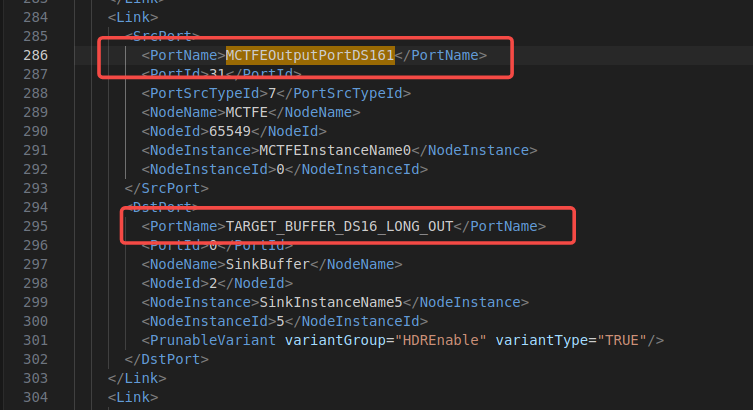 283 </Link>
284 <Link>
285 <SrcPort>
286 <PortName>MCTFEOutputPortDS161</PortName>
287 <PortId>31</PortId>
288 <PortSrcTypeId>7</PortSrcTypeId>
289 <NodeName>MCTFE</NodeName>
290 <NodeId>65549</NodeId>
291 <NodeInstance>MCTFEInstanceName0</NodeInstance>
292 <NodeInstanceId>0</NodeInstanceId>
293 </SrcPort>
294 <DstPort>
295 <PortName>TARGET_BUFFER_DS16_LONG_OUT</PortName>
296 <PortId>0</PortId>
297 <NodeName>SinkBuffer</NodeName>
298 <NodeId>2</NodeId>
299 <NodeInstance>SinkInstanceName5</NodeInstance>
300 <NodeInstanceId>5</NodeInstanceId>
301 <PrunableVariant variantGroup="HDREnable" variantType="TRUE"/>
302 </DstPort>
303 </Link>
304 <Link>